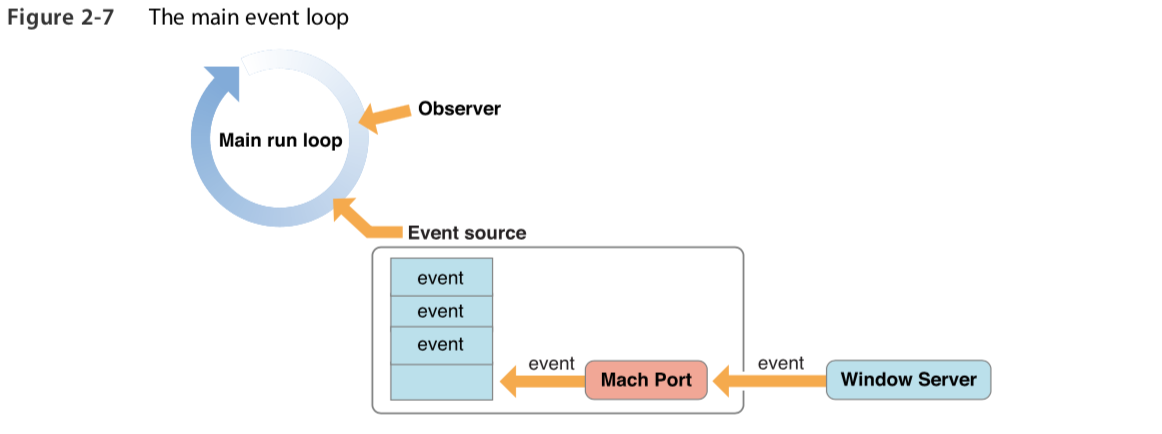 Figure 2-7 The main event loop
Observer
Main run loop
Event source
event
event
event
event
Mach Port
event
Window Server